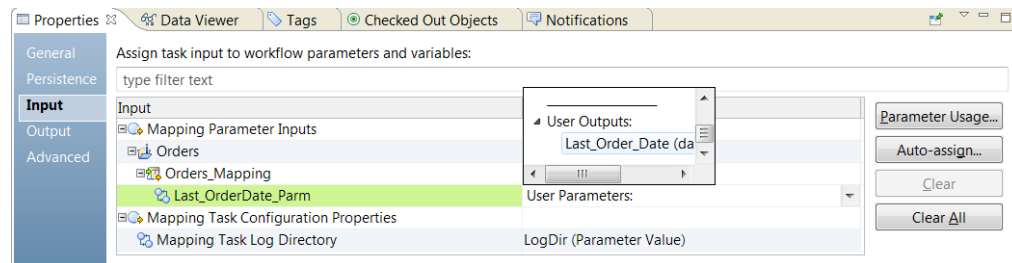 Properties Data Viewer Tags Checked Out Objects Notifications
General
Persistence
Input
Output
Advanced
Assign task input to workflow parameters and variables:
type filter text
Input
Mapping Parameter Inputs
Orders
Orders_Mapping
Last_OrderDate_Parm
User Parameters:
Mapping Task Configuration Properties
Mapping Task Log Directory
LogDir (Parameter Value)
User Outputs:
Last_Order_Date (da
Parameter Usage...
Auto-assign...
Clear
Clear All